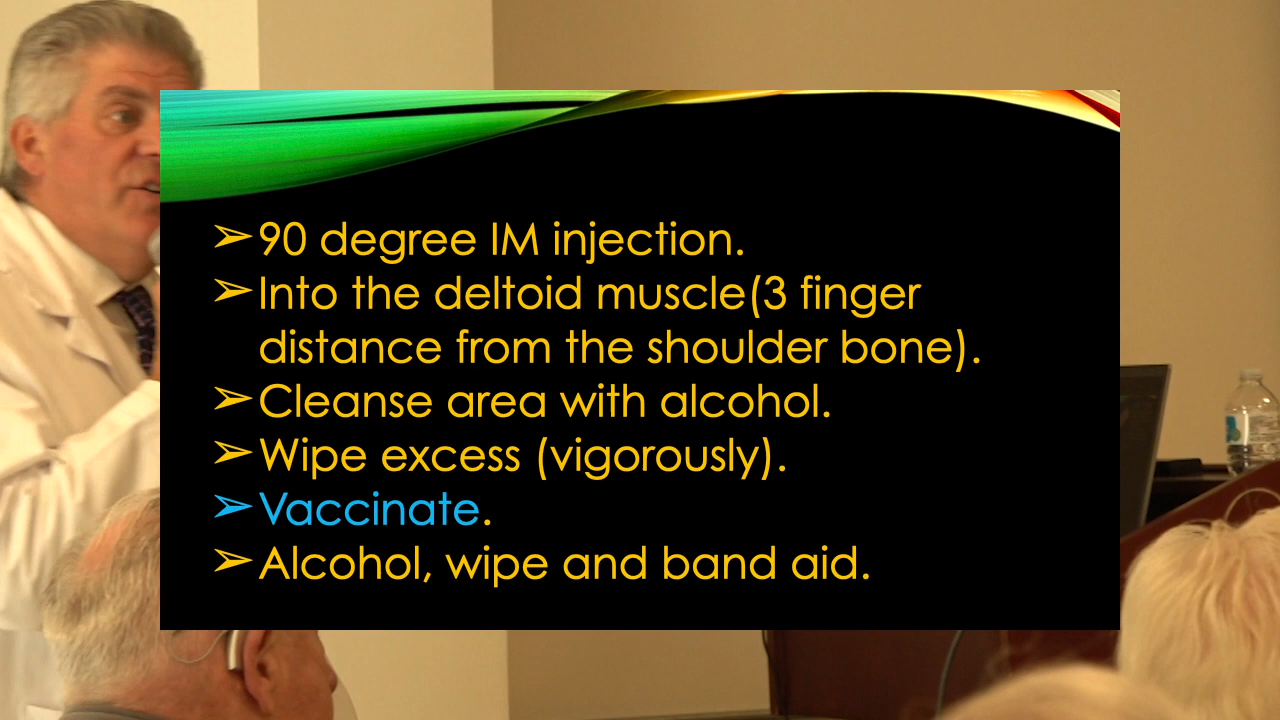 ➢90 degree IM injection.
➢Into the deltoid muscle(3 finger
distance from the shoulder bone).
➢Cleanse area with alcohol.
➢Wipe excess (vigorously).
➢Vaccinate.
➢Alcohol, wipe and band aid.